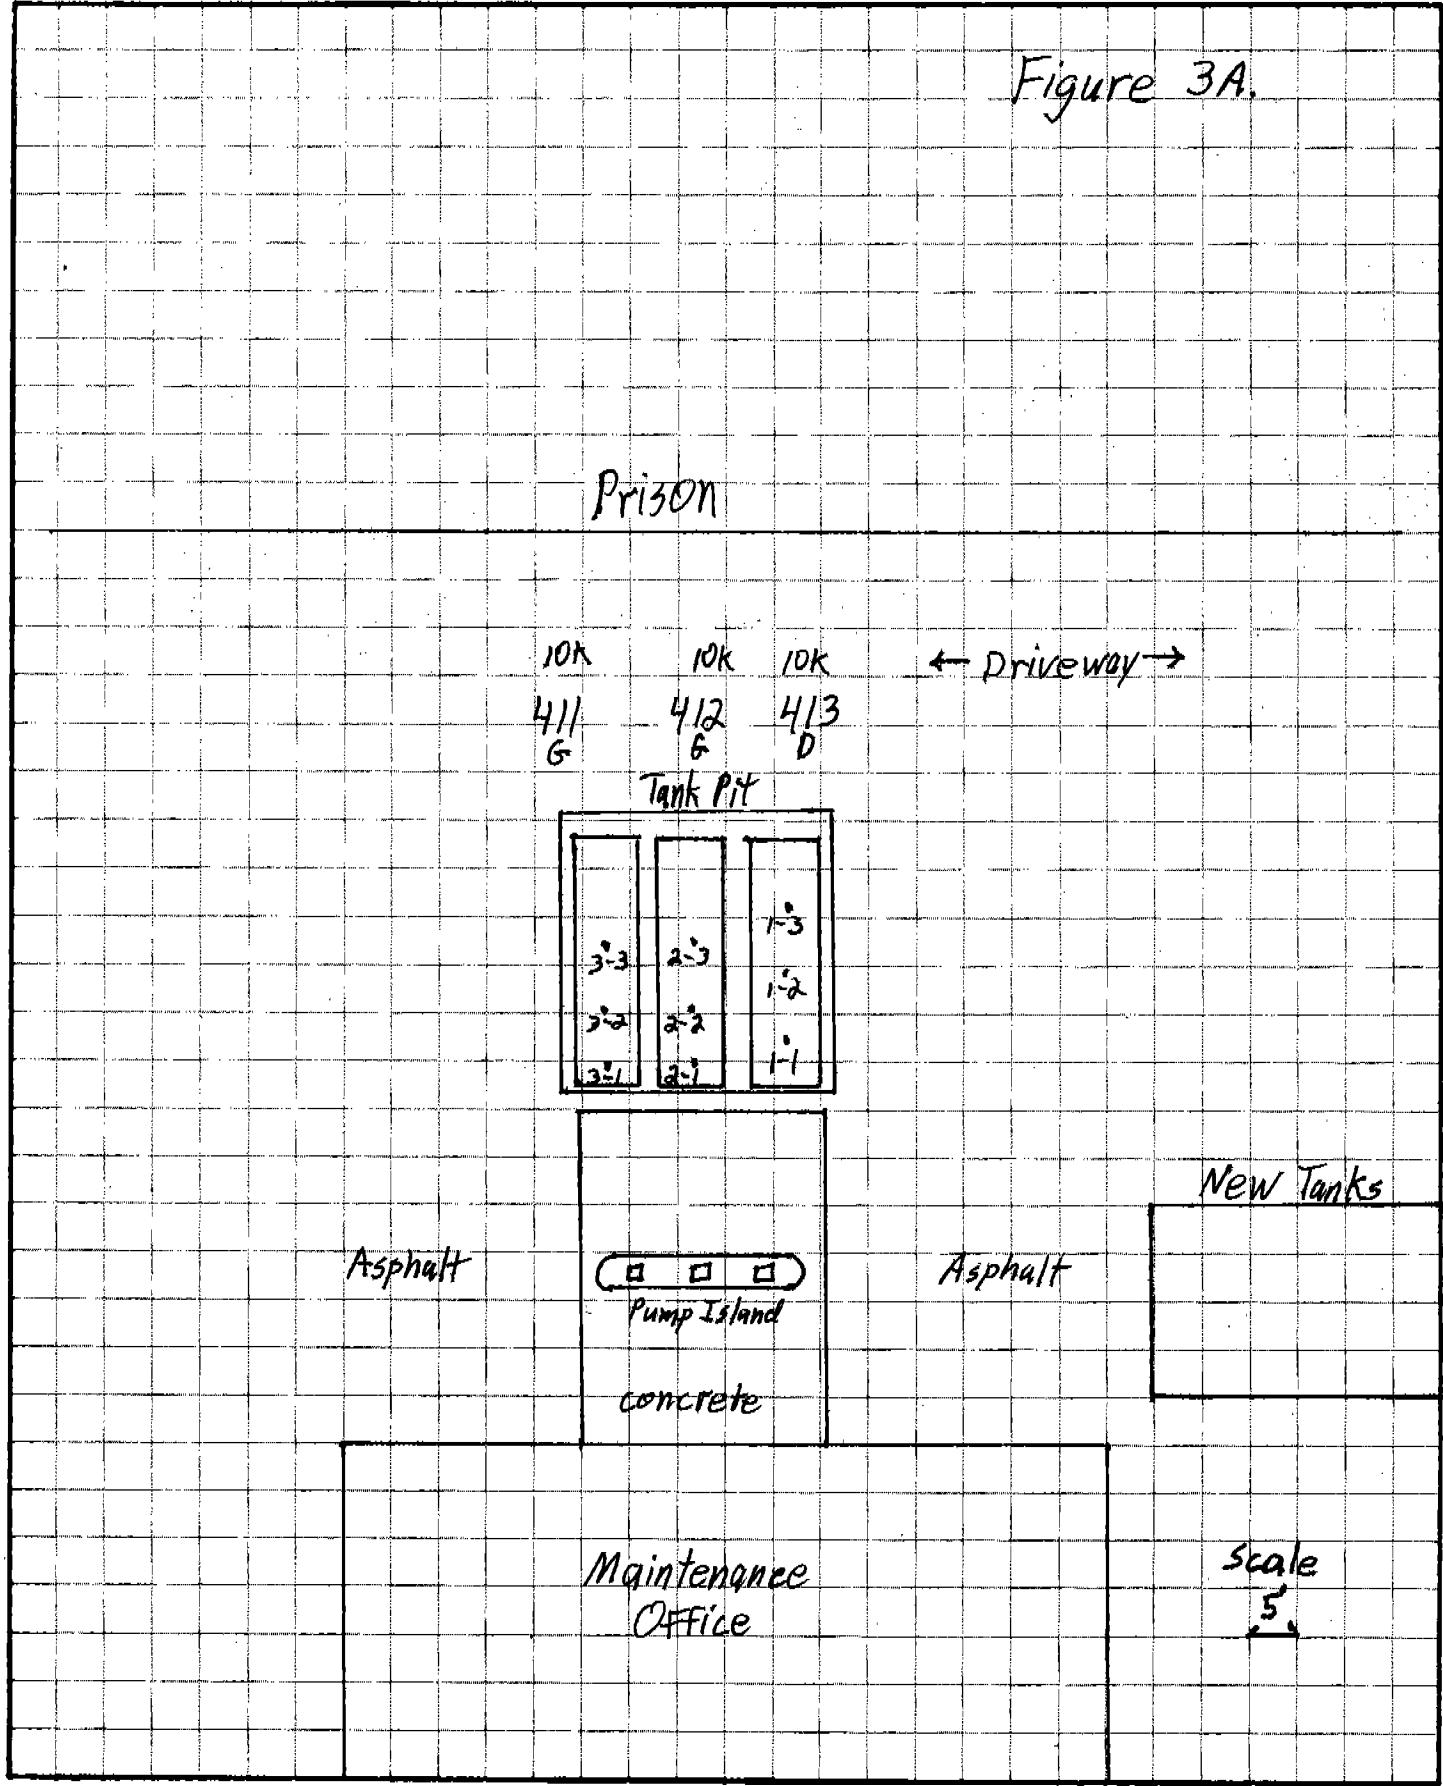 Figure 3A.
Prison
10K 10K 10K
← Driveway →
411 412 413
G G D
Tank Pit
1-3
3-3 2-3
1-2
3-2 2-2
1-1
3-1 2-1
New Tanks
Asphalt Asphalt
Pump Island
concrete
Maintenance
Office
Scale
5'